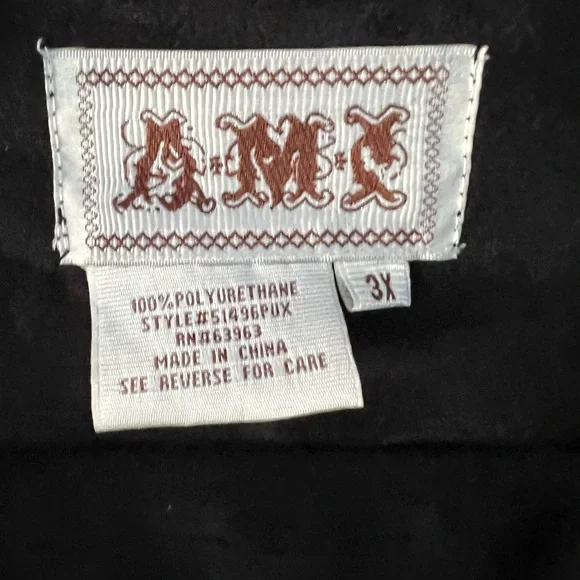 A·M·I
3X
100% POLYURETHANE
STYLE#51496PUX
RN#63963
MADE IN CHINA
SEE REVERSE FOR CARE